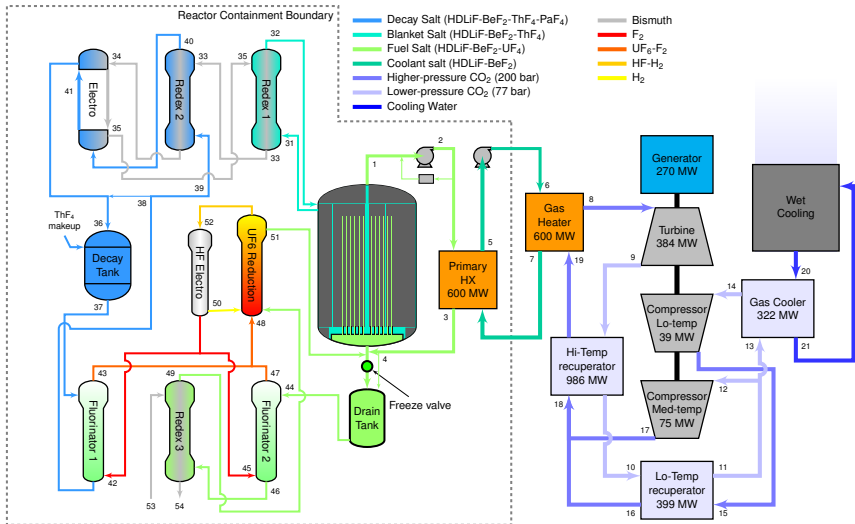 Reactor Containment Boundary
Decay Salt (HDLiF-BeF2-ThF4-PaF4)
Blanket Salt (HDLiF-BeF2-ThF4)
Fuel Salt (HDLiF-BeF2-UF4)
Coolant salt (HDLiF-BeF2)
Higher-pressure CO2 (200 bar)
Lower-pressure CO2 (77 bar)
Cooling Water
Bismuth
F2
UF6-F2
HF-H2
H2
40
32
34
33
35
Electro
41
Redex 2
Redex 1
35
31
33
39
38
1
2
36
ThF4
makeup
Decay
Tank
37
52
51
HF Electro
UF6 Reduction
50
48
43
49
47
44
Fluorinator 1
Redex 3
Fluorinator 2
42
45
46
53
54
4
Freeze valve
Drain
Tank
3
5
Primary
HX
600 MW
6
Gas
Heater
600 MW
7
8
19
9
Generator
270 MW
Turbine
384 MW
Compressor
Lo-temp
39 MW
Compressor
Med-temp
75 MW
Hi-Temp
recuperator
986 MW
18
17
10
11
Lo-Temp
recuperator
399 MW
16
15
12
13
14
Gas Cooler
322 MW
20
21
Wet
Cooling